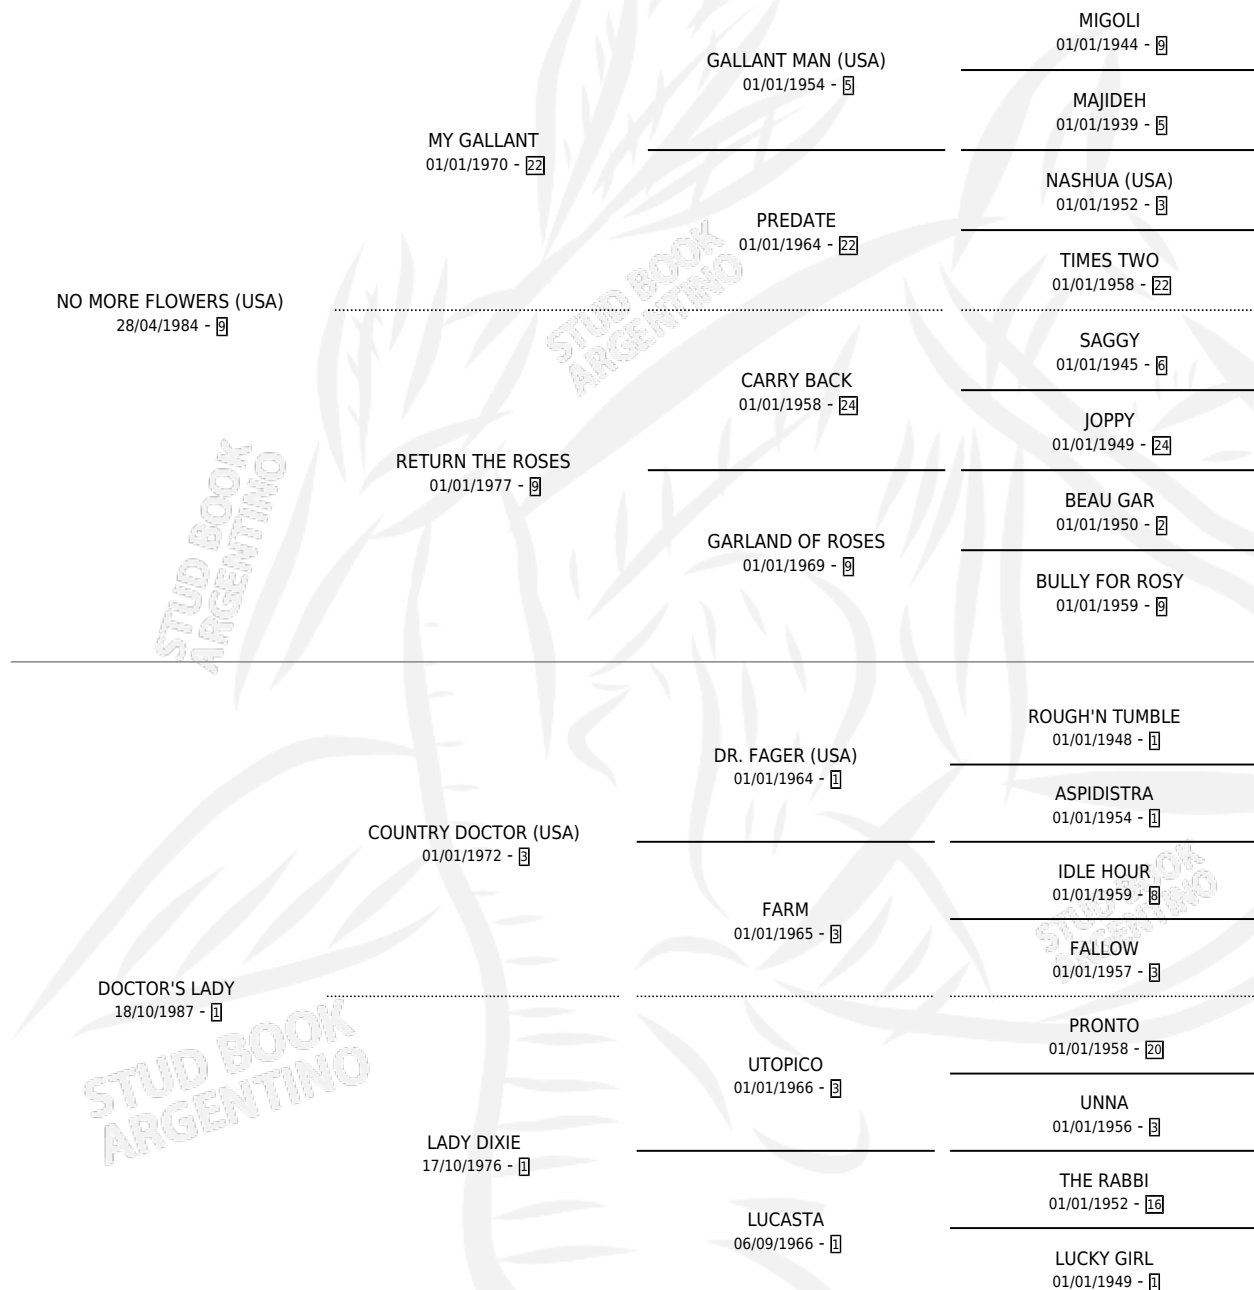 MIGOLI
01/01/1944 - 9
GALLANT MAN (USA)
01/01/1954 - 5
MAJIDEH
01/01/1939 - 5
MY GALLANT
01/01/1970 - 22
NASHUA (USA)
01/01/1952 - 3
PREDATE
01/01/1964 - 22
TIMES TWO
01/01/1958 - 22
NO MORE FLOWERS (USA)
28/04/1984 - 9
SAGGY
01/01/1945 - 6
CARRY BACK
01/01/1958 - 24
JOPPY
01/01/1949 - 24
RETURN THE ROSES
01/01/1977 - 9
BEAU GAR
01/01/1950 - 2
GARLAND OF ROSES
01/01/1969 - 9
BULLY FOR ROSY
01/01/1959 - 9
ROUGH'N TUMBLE
01/01/1948 - 1
DR. FAGER (USA)
01/01/1964 - 1
ASPIDISTRA
01/01/1954 - 1
COUNTRY DOCTOR (USA)
01/01/1972 - 3
IDLE HOUR
01/01/1959 - 8
FARM
01/01/1965 - 3
FALLOW
01/01/1957 - 3
DOCTOR'S LADY
18/10/1987 - 1
PRONTO
01/01/1958 - 20
UTOPICO
01/01/1966 - 3
UNNA
01/01/1956 - 3
LADY DIXIE
17/10/1976 - 1
THE RABBI
01/01/1952 - 16
LUCASTA
06/09/1966 - 1
LUCKY GIRL
01/01/1949 - 1
STUD BOOK
ARGENTINO
STUD BOOK
ARGENTINO
STUD BOOK
ARGENTINO
STUD BOOK
ARGENTINO